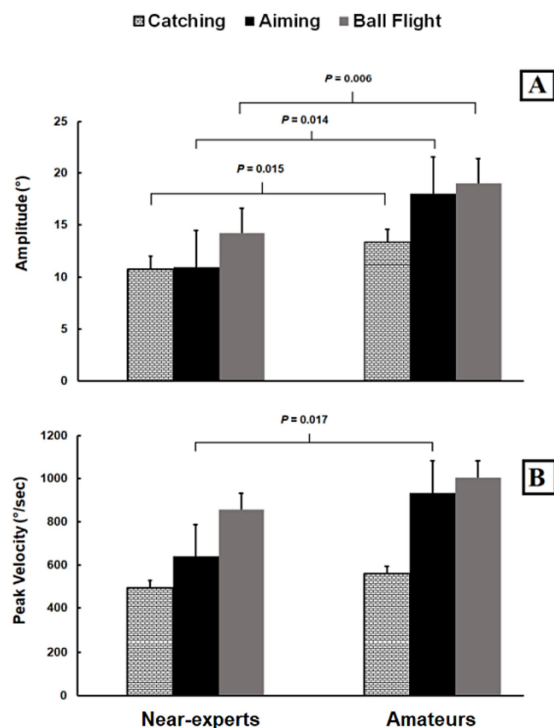 Catching Aiming Ball Flight
A
P = 0.006
P = 0.014
P = 0.015
Amplitude (°)
25
20
15
10
5
0
B
P = 0.017
Peak Velocity (°/sec)
1200
1000
800
600
400
200
0
Near-experts Amateurs